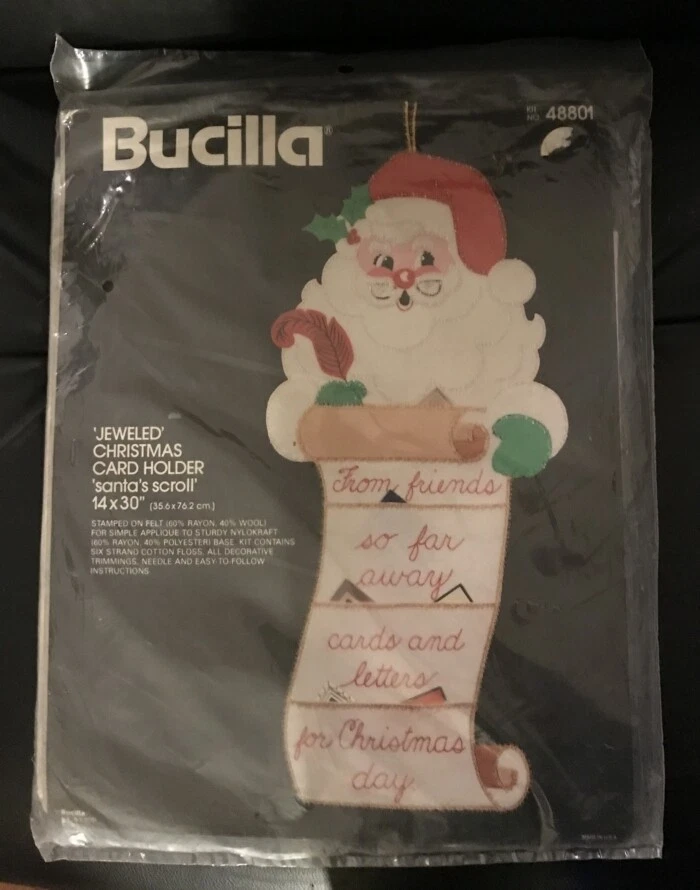 Bucilla®
KIT
NO. 48801
'JEWELED'
CHRISTMAS
CARD HOLDER
'santa's scroll'
14 x 30" (35.6 x 76.2 cm.)
STAMPED ON FELT (60% RAYON, 40% WOOL)
FOR SIMPLE APPLIQUE TO STURDY NYLOKRAFT
(60% RAYON, 40% POLYESTER) BASE. KIT CONTAINS
SIX STRAND COTTON FLOSS, ALL DECORATIVE
TRIMMINGS, NEEDLE AND EASY-TO-FOLLOW
INSTRUCTIONS
From friends
so far
away
cards and
letters
for Christmas
day
Bucilla